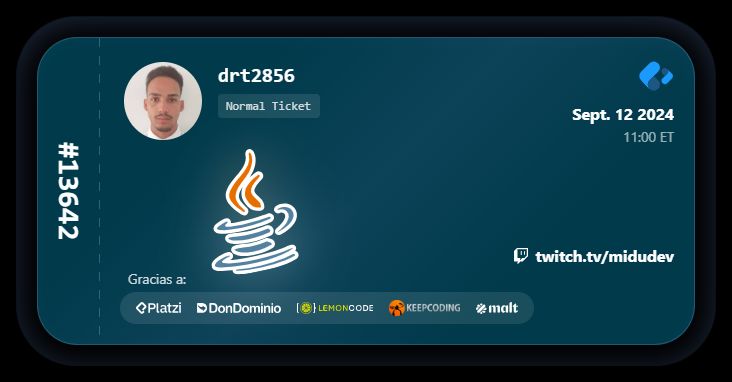 #13642
drt2856
Normal Ticket
Sept. 12 2024
11:00 ET
twitch.tv/midudev
Gracias a:
Platzi DonDominio LEMONCODE KEEPCODING malt